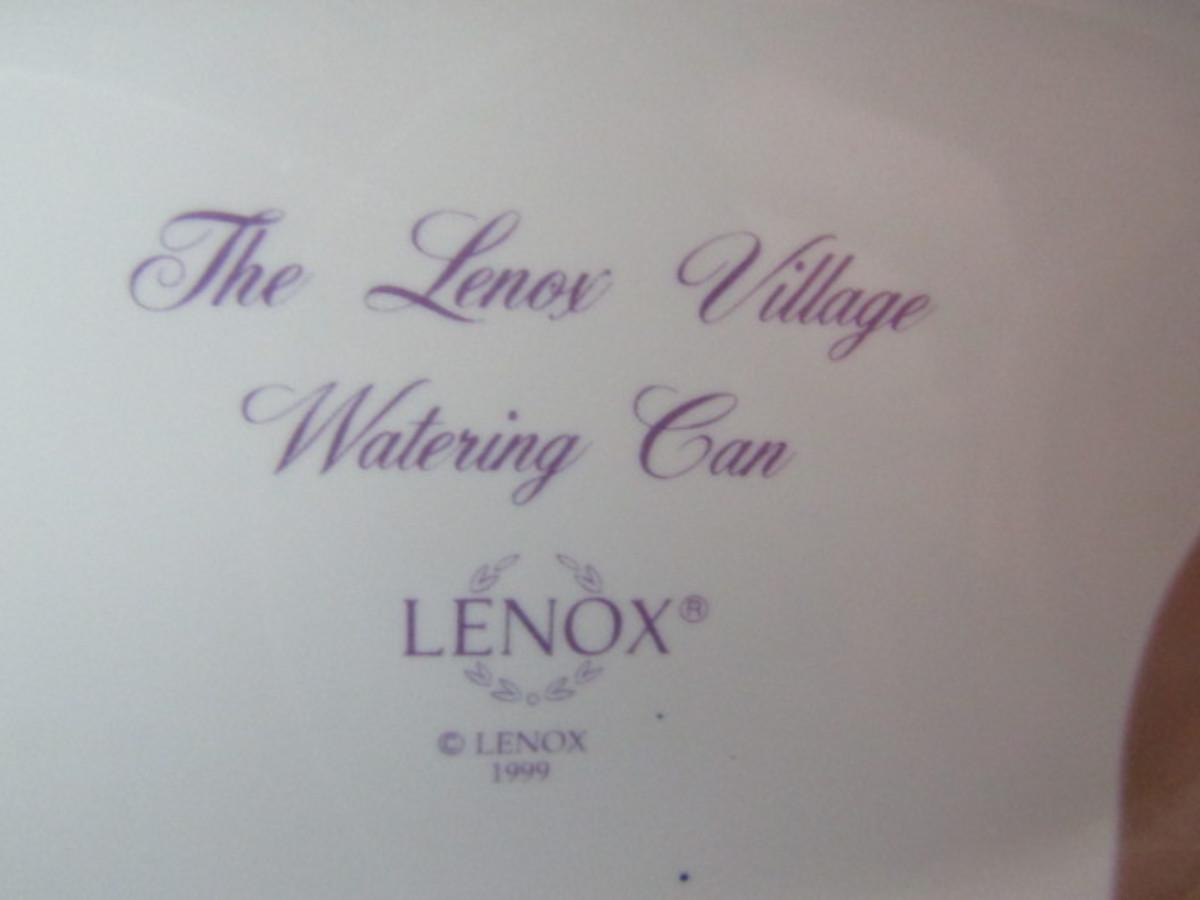 The Lenox Village
Watering Can
LENOX®
© LENOX
1999